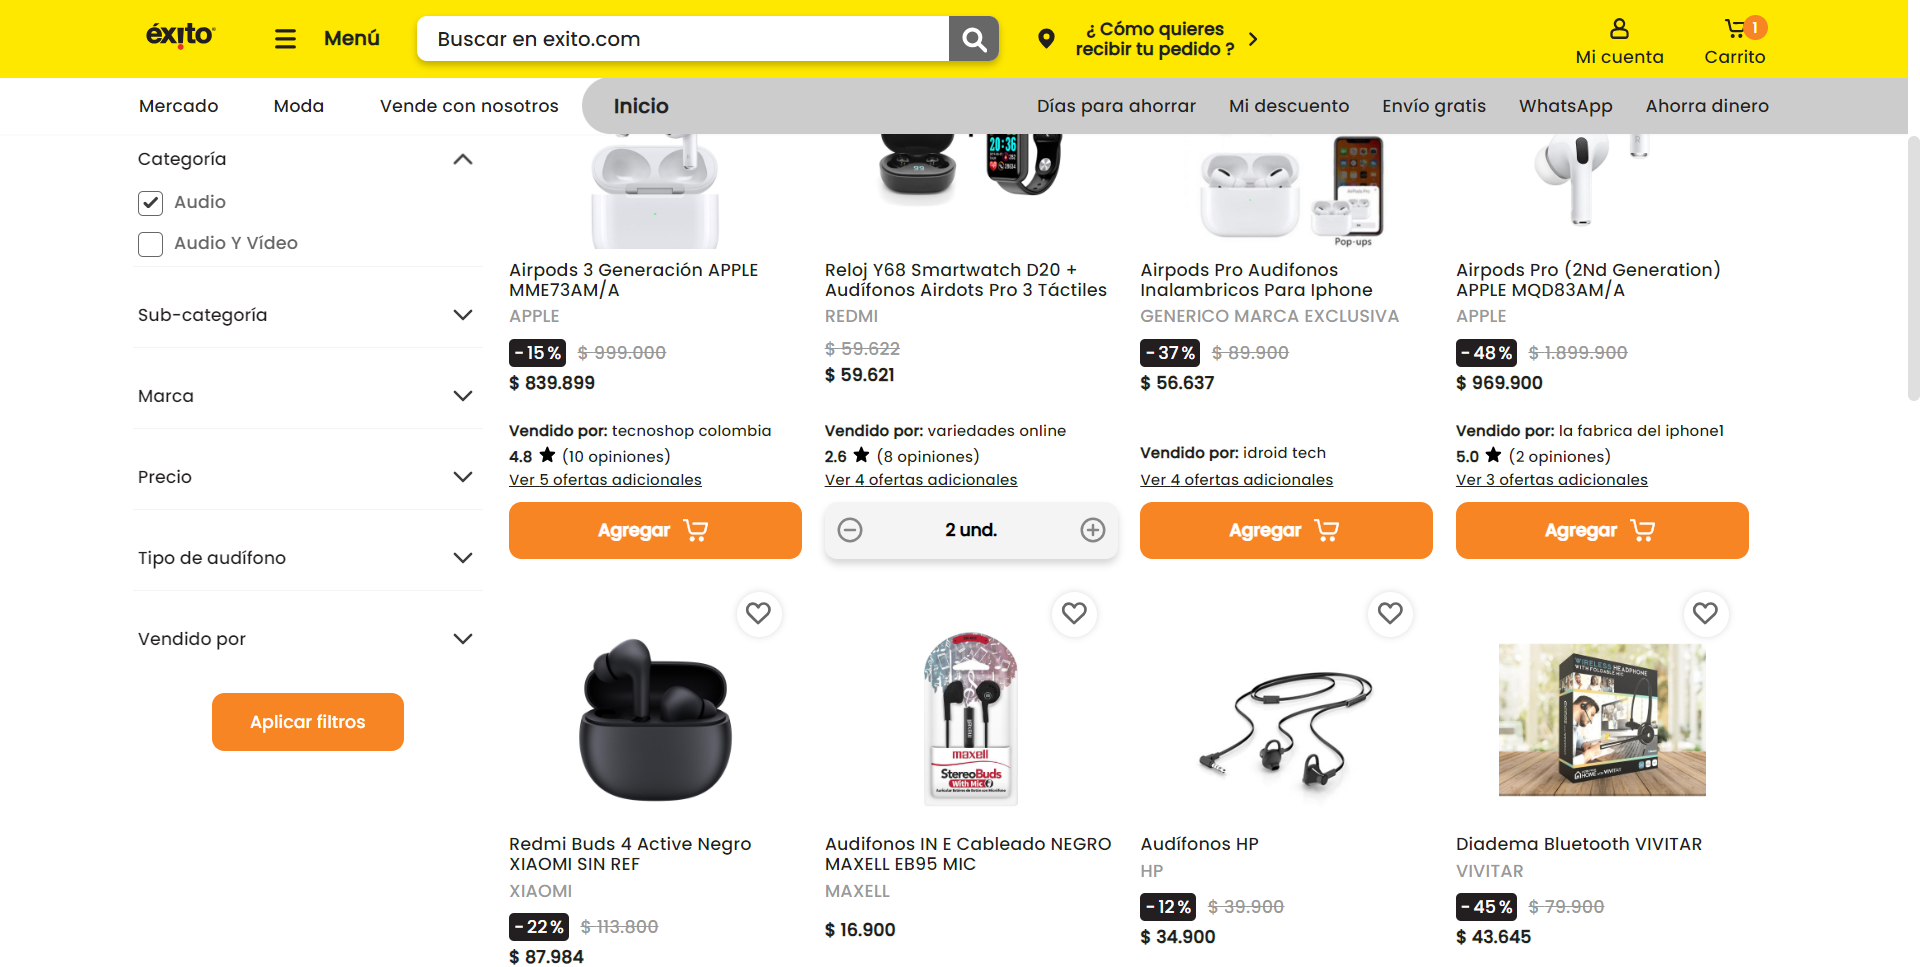 éxito
Menú
Buscar en exito.com
¿ Cómo quieres
recibir tu pedido ?
Mi cuenta
1
Carrito
Mercado
Moda
Vende con nosotros
Inicio
Días para ahorrar
Mi descuento
Envío gratis
WhatsApp
Ahorra dinero
Categoría
Audio
Audio Y Vídeo
Sub-categoría
Marca
Precio
Tipo de audífono
Vendido por
Aplicar filtros
Airpods 3 Generación APPLE
MME73AM/A
APPLE
-15% $ 999.000
$ 839.899
Vendido por: tecnoshop colombia
4.8 ★ (10 opiniones)
Ver 5 ofertas adicionales
Agregar
20:36
Reloj Y68 Smartwatch D20 +
Audífonos Airdots Pro 3 Táctiles
REDMI
$ 59.622
$ 59.621
Vendido por: variedades online
2.6 ★ (8 opiniones)
Ver 4 ofertas adicionales
2 und.
Pop-ups
Airpods Pro Audifonos
Inalambricos Para Iphone
GENERICO MARCA EXCLUSIVA
-37% $ 89.900
$ 56.637
Vendido por: idroid tech
Ver 4 ofertas adicionales
Agregar
Airpods Pro (2Nd Generation)
APPLE MQD83AM/A
APPLE
-48% $ 1.899.900
$ 969.900
Vendido por: la fabrica del iphone1
5.0 ★ (2 opiniones)
Ver 3 ofertas adicionales
Agregar
Redmi Buds 4 Active Negro
XIAOMI SIN REF
XIAOMI
-22% $ 113.800
$ 87.984
maxell
StereoBuds
With Mic
Audifonos IN E Cableado NEGRO
MAXELL EB95 MIC
MAXELL
$ 16.900
Audífonos HP
HP
-12% $ 39.900
$ 34.900
WIRELESS HEADPHONE
WITH FOLDABLE MIC
HOME
Diadema Bluetooth VIVITAR
VIVITAR
-45% $ 79.900
$ 43.645